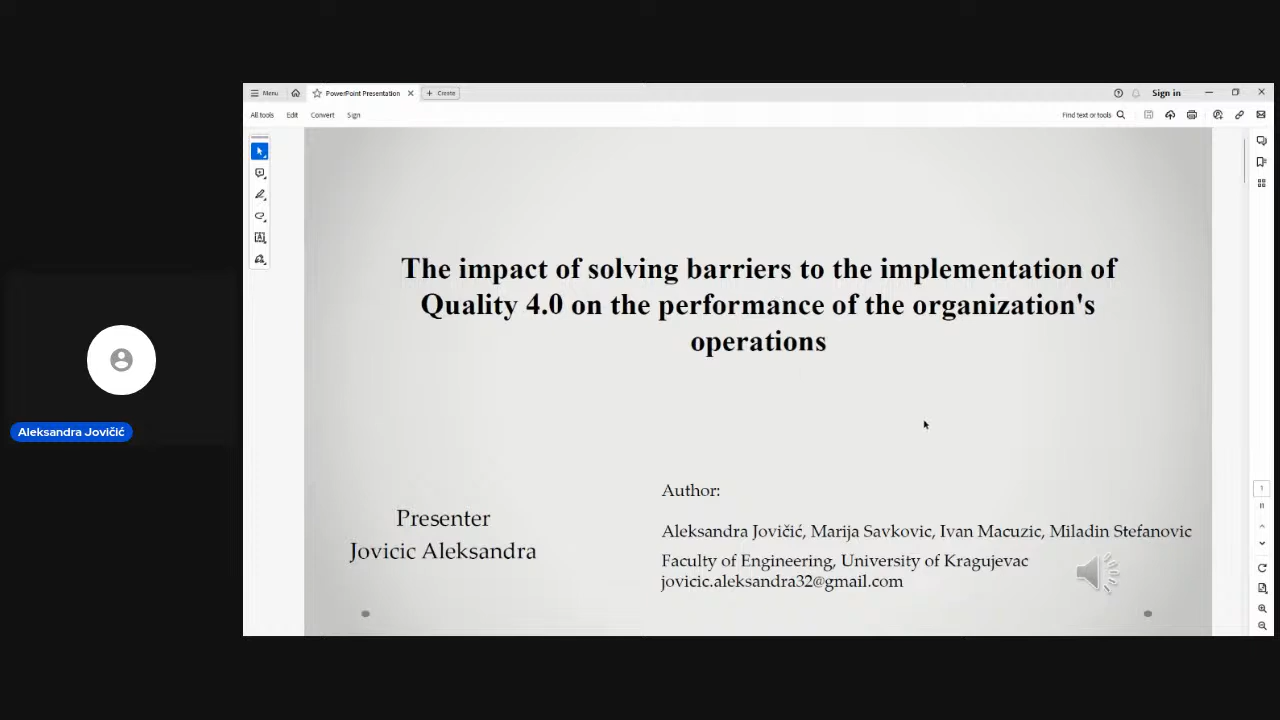 Menu
PowerPoint Presentation
Create
Sign in
All tools
Edit
Convert
Sign
Find text or tools
The impact of solving barriers to the implementation of
Quality 4.0 on the performance of the organization's
operations
Author:
Presenter
Jovicic Aleksandra
Aleksandra Jovičić, Marija Savkovic, Ivan Macuzic, Miladin Stefanovic
Faculty of Engineering, University of Kragujevac
jovicic.aleksandra32@gmail.com
Aleksandra Jovičić
1